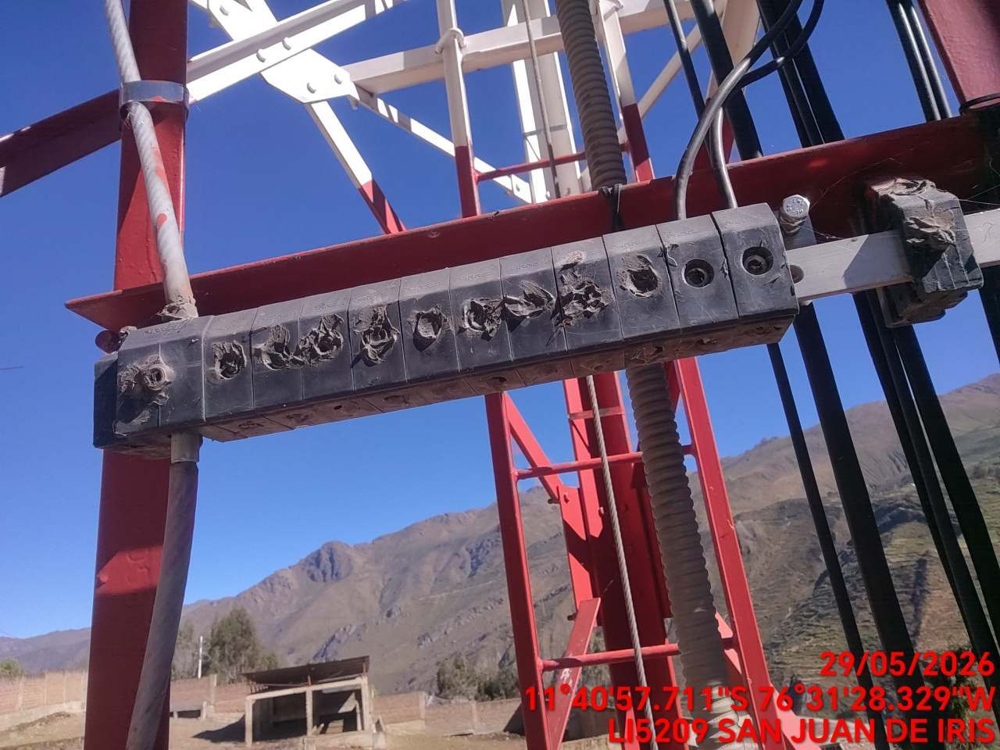 29/05/2026
11°40'57.711"S 76°31'28.329"W
LI5209 SAN JUAN DE IRIS